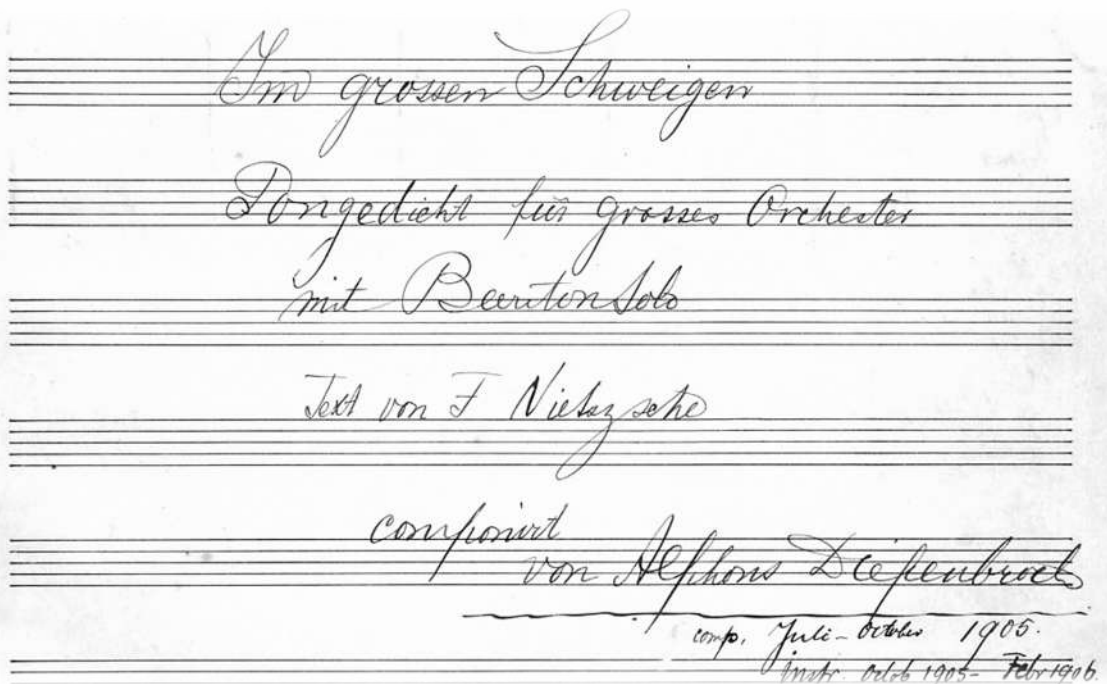 Im grossen Schweigen
Tongedicht für grosses Orchester
mit Bariton Solo
Text von F Nietzsche
componirt
von Alphons Diepenbrock
comp. Juli - October 1905.
Instr. Octob 1905 - Febr 1906.